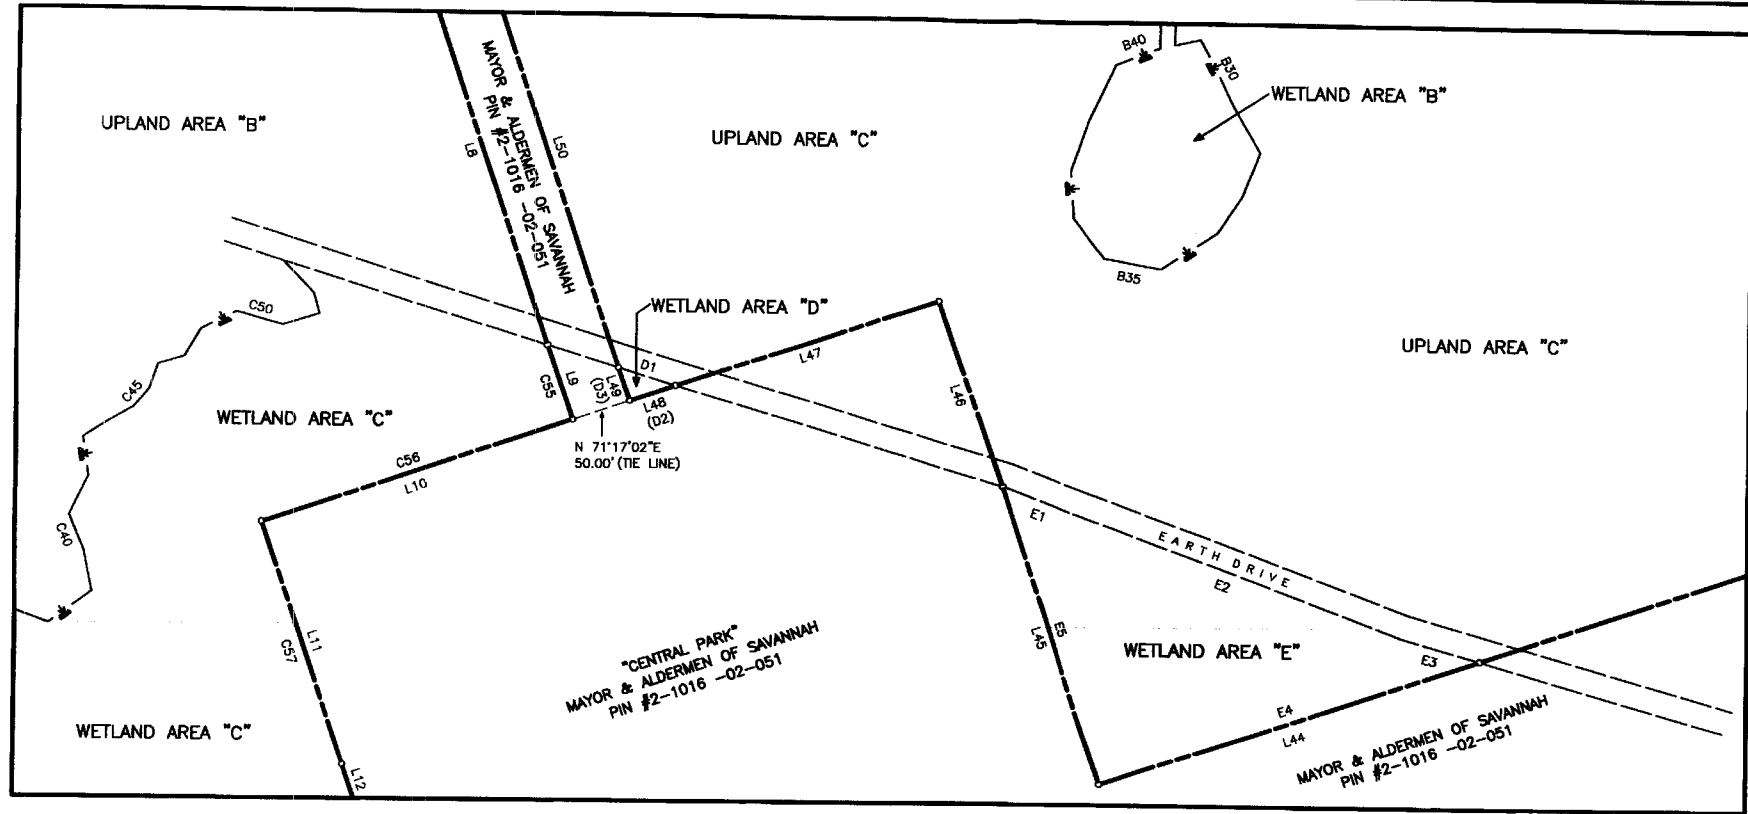 B40
B30
WETLAND AREA "B"
UPLAND AREA "B"
MAYOR & ALDERMEN OF SAVANNAH
PIN #2-1016 -02-051
L8
L50
UPLAND AREA "C"
B35
C50
WETLAND AREA "D"
UPLAND AREA "C"
L47
D1
C45
L9
C55
L49
(D3)
L48
(D2)
L46
WETLAND AREA "C"
N 71°17'02"E
50.00' (TIE LINE)
C56
L10
C40
E1
EARTH DRIVE
E2
L11
C57
E5
L45
"CENTRAL PARK"
MAYOR & ALDERMEN OF SAVANNAH
PIN #2-1016 -02-051
WETLAND AREA "E"
E3
WETLAND AREA "C"
E4
L44
MAYOR & ALDERMEN OF SAVANNAH
PIN #2-1016 -02-051
L12